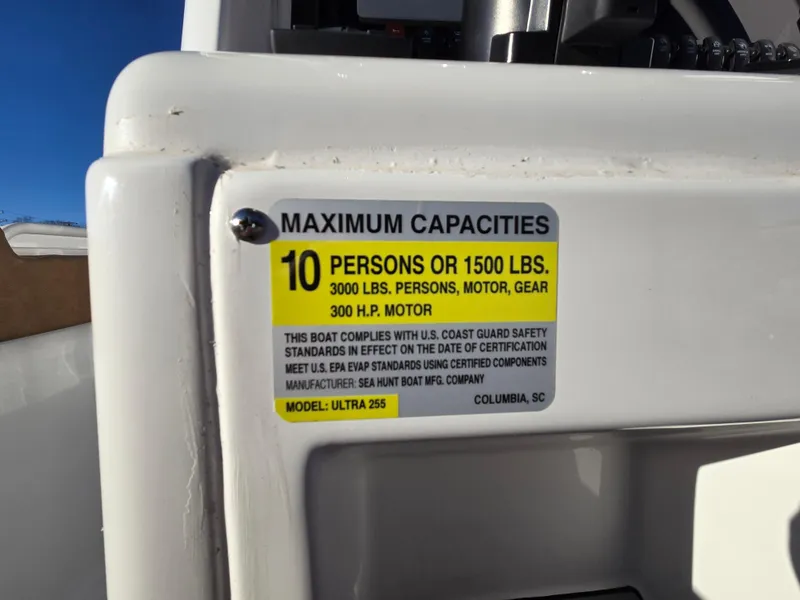 MAXIMUM CAPACITIES
10 PERSONS OR 1500 LBS.
3000 LBS. PERSONS, MOTOR, GEAR
300 H.P. MOTOR
THIS BOAT COMPLIES WITH U.S. COAST GUARD SAFETY
STANDARDS IN EFFECT ON THE DATE OF CERTIFICATION
MEET U.S. EPA EVAP STANDARDS USING CERTIFIED COMPONENTS
MANUFACTURER: SEA HUNT BOAT MFG. COMPANY
COLUMBIA, SC
MODEL: ULTRA 255